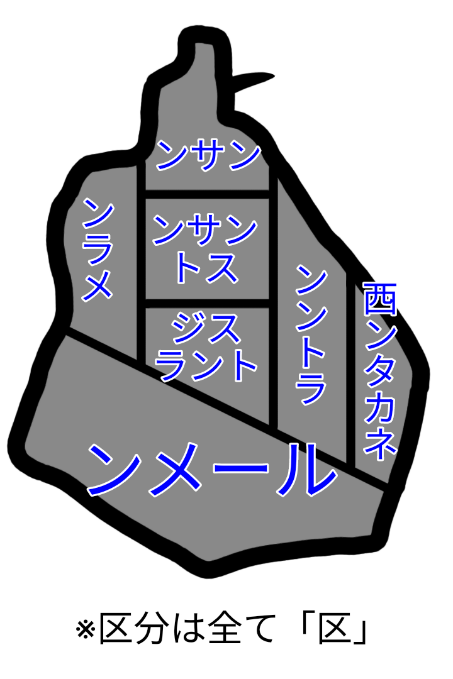 ンサン
ンサン
トス
ンラメ
ジス
ラント
ンントラ
西ンタカネ
ンメール
※区分は全て「区」